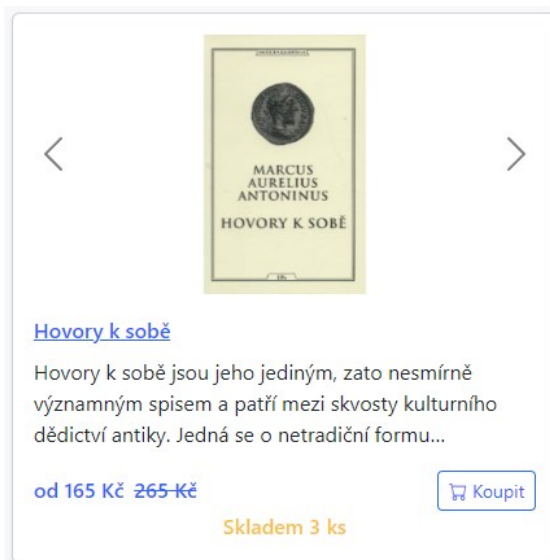 MARCUS
AURELIUS
ANTONINUS
HOVORY K SOBĚ
Hovory k sobě
Hovory k sobě jsou jeho jediným, zato nesmírně
významným spisem a patří mezi skvosty kulturního
dědictví antiky. Jedná se o netradiční formu...
od 165 Kč 265 Kč
Koupit
Skladem 3 ks